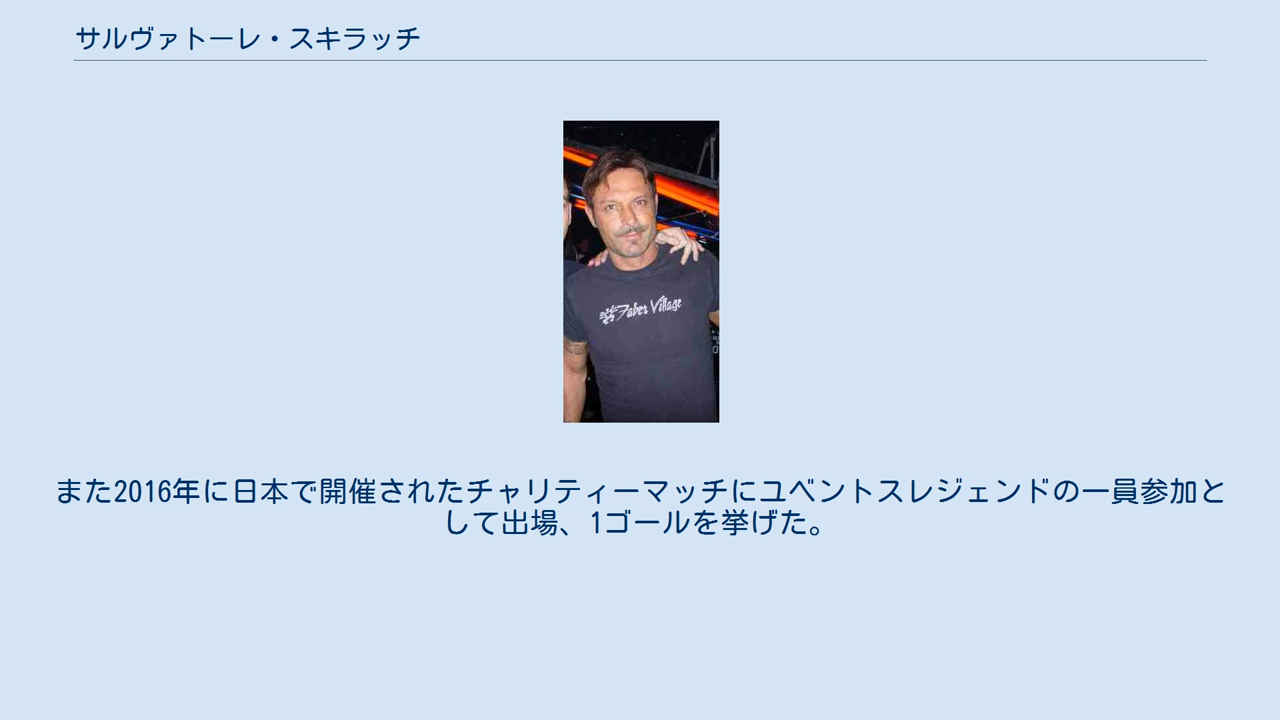 サルヴァトーレ・スキラッチ
Faber Village
また2016年に日本で開催されたチャリティーマッチにユベントスレジェンドの一員参加と
して出場、1ゴールを挙げた。